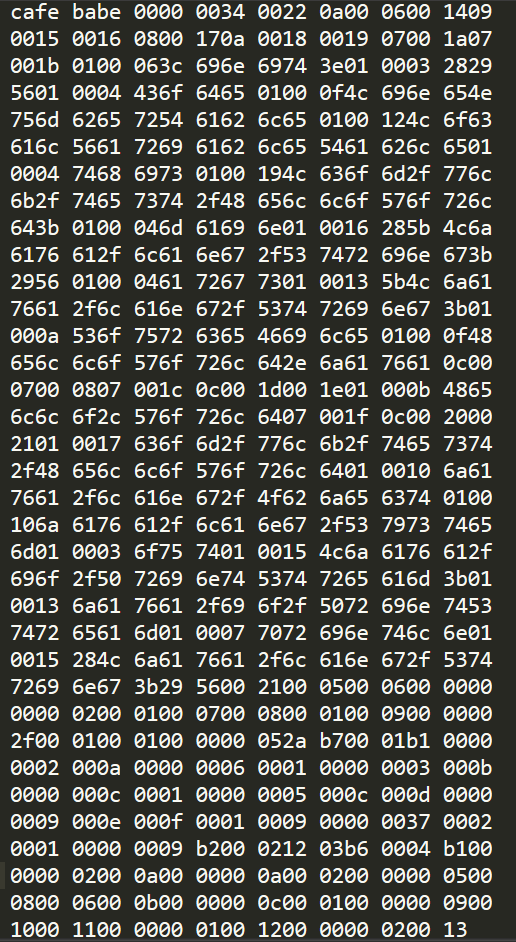 cafe babe 0000 0034 0022 0a00 0600 1409
0015 0016 0800 170a 0018 0019 0700 1a07
001b 0100 063c 696e 6974 3e01 0003 2829
5601 0004 436f 6465 0100 0f4c 696e 654e
756d 6265 7254 6162 6c65 0100 124c 6f63
616c 5661 7269 6162 6c65 5461 626c 6501
0004 7468 6973 0100 194c 636f 6d2f 776c
6b2f 7465 7374 2f48 656c 6c6f 576f 726c
643b 0100 046d 6169 6e01 0016 285b 4c6a
6176 612f 6c61 6e67 2f53 7472 696e 673b
2956 0100 0461 7267 7301 0013 5b4c 6a61
7661 2f6c 616e 672f 5374 7269 6e67 3b01
000a 536f 7572 6365 4669 6c65 0100 0f48
656c 6c6f 576f 726c 642e 6a61 7661 0c00
0700 0807 001c 0c00 1d00 1e01 000b 4865
6c6c 6f2c 576f 726c 6407 001f 0c00 2000
2101 0017 636f 6d2f 776c 6b2f 7465 7374
2f48 656c 6c6f 576f 726c 6401 0010 6a61
7661 2f6c 616e 672f 4f62 6a65 6374 0100
106a 6176 612f 6c61 6e67 2f53 7973 7465
6d01 0003 6f75 7401 0015 4c6a 6176 612f
696f 2f50 7269 6e74 5374 7265 616d 3b01
0013 6a61 7661 2f69 6f2f 5072 696e 7453
7472 6561 6d01 0007 7072 696e 746c 6e01
0015 284c 6a61 7661 2f6c 616e 672f 5374
7269 6e67 3b29 5600 2100 0500 0600 0000
0000 0200 0100 0700 0800 0100 0900 0000
2f00 0100 0100 0000 052a b700 01b1 0000
0002 000a 0000 0006 0001 0000 0003 000b
0000 000c 0001 0000 0005 000c 000d 0000
0009 000e 000f 0001 0009 0000 0037 0002
0001 0000 0009 b200 0212 03b6 0004 b100
0000 0200 0a00 0000 0a00 0200 0000 0500
0800 0600 0b00 0000 0c00 0100 0000 0900
1000 1100 0000 0100 1200 0000 0200 13